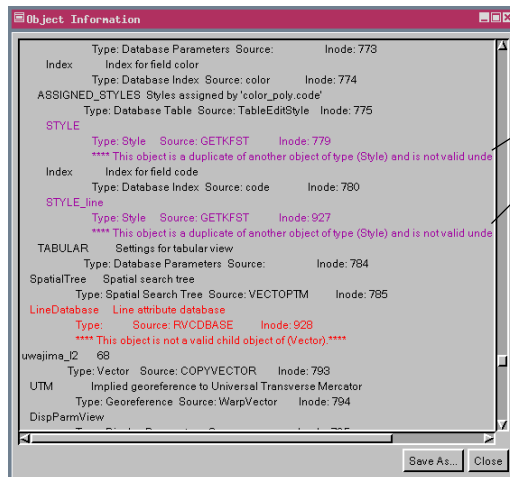 Object Information
Type: Database Parameters Source: Inode: 773
Index Index for field color
Type: Database Index Source: color Inode: 774
ASSIGNED_STYLES Styles assigned by 'color_poly.code'
Type: Database Table Source: TableEditStyle Inode: 775
STYLE
Type: Style Source: GETKFST Inode: 779
**** This object is a duplicate of another object of type (Style) and is not valid unde
Index Index for field code
Type: Database Index Source: code Inode: 780
STYLE_line
Type: Style Source: GETKFST Inode: 927
**** This object is a duplicate of another object of type (Style) and is not valid unde
TABULAR Settings for tabular view
Type: Database Parameters Source: Inode: 784
SpatialTree Spatial search tree
Type: Spatial Search Tree Source: VECTOPTM Inode: 785
LineDatabase Line attribute database
Type: Source: RVCDBASE Inode: 928
**** This object is not a valid child object of (Vector).****
uwajima_l2 68
Type: Vector Source: COPYVECTOR Inode: 793
UTM Implied georeference to Universal Transverse Mercator
Type: Georeference Source: WarpVector Inode: 794
DispParmView
Save As... Close